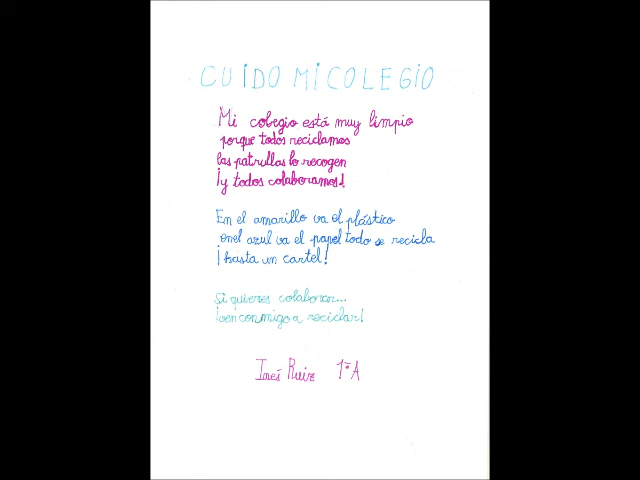 CUIDO MI COLEGIO
Mi colegio está muy limpio
porque todos reciclamos
las patrullas lo recogen
¡y todos colaboramos!
En el amarillo va el plástico
en el azul va el papel todo se recicla
¡hasta un cartel!
Si quieres colaborar...
¡ven conmigo a reciclar!
Inés Ruiz 1ºA